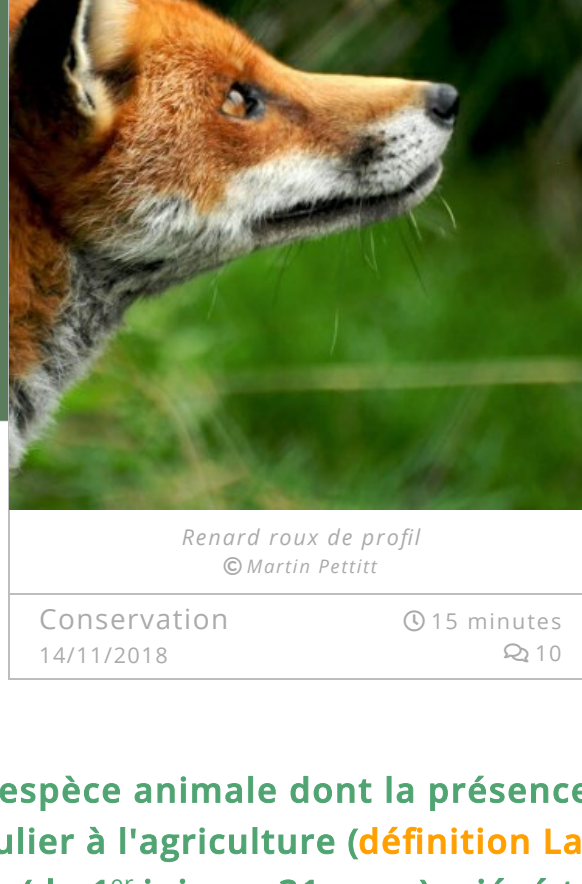 Renard roux de profil
© Martin Pettitt
Conservation
15 minutes
14/11/2018
10
espèce animale dont la présence
ulier à l'agriculture (définition La